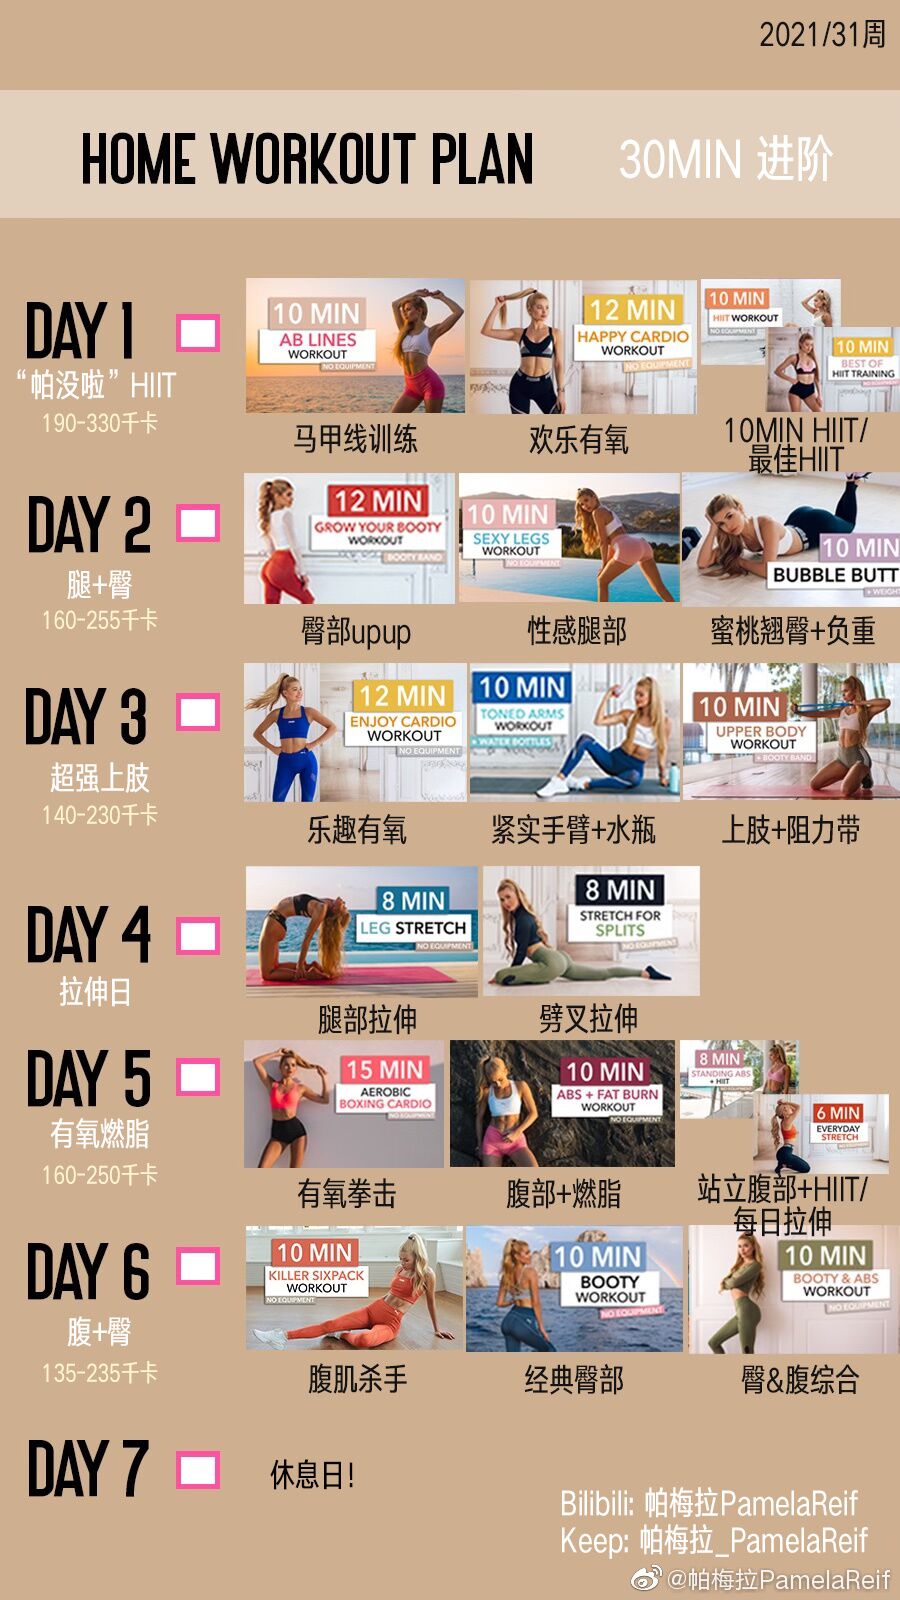 2021/31周
HOME WORKOUT PLAN
30MIN 进阶
DAY 1
“帕没啦” HIIT
190-330千卡
10 MIN
AB LINES
WORKOUT
NO EQUIPMENT
马甲线训练
12 MIN
HAPPY CARDIO
WORKOUT
NO EQUIPMENT
欢乐有氧
10 MIN
HIIT WORKOUT
NO EQUIPMENT
10 MIN
BEST OF
HIIT TRAINING
NO EQUIPMENT
10MIN HIIT/
最佳HIIT
DAY 2
腿+臀
160-255千卡
12 MIN
GROW YOUR BOOTY
WORKOUT
BOOTY BAND
臀部upup
10 MIN
SEXY LEGS
WORKOUT
NO EQUIPMENT
性感腿部
10 MIN
BUBBLE BUTT
+ WEIGH
蜜桃翘臀+负重
DAY 3
超强上肢
140-230千卡
12 MIN
ENJOY CARDIO
WORKOUT
NO EQUIPMENT
乐趣有氧
10 MIN
TONED ARMS
WORKOUT
+ WATER BOTTLES
紧实手臂+水瓶
10 MIN
UPPER BODY
WORKOUT
+ BOOTY BAND
上肢+阻力带
DAY 4
拉伸日
8 MIN
LEG STRETCH
NO EQUIPMENT
腿部拉伸
8 MIN
STRETCH FOR
SPLITS
NO EQUIPMENT
劈叉拉伸
DAY 5
有氧燃脂
160-250千卡
15 MIN
AEROBIC
BOXING CARDIO
NO EQUIPMENT
有氧拳击
10 MIN
ABS + FAT BURN
WORKOUT
NO EQUIPMENT
腹部+燃脂
8 MIN
STANDING ABS
+ HIIT
6 MIN
EVERYDAY
STRETCH
站立腹部+HIIT/
每日拉伸
DAY 6
腹+臀
135-235千卡
10 MIN
KILLER SIXPACK
WORKOUT
NO EQUIPMENT
腹肌杀手
10 MIN
BOOTY
WORKOUT
NO EQUIPMENT
经典臀部
10 MIN
BOOTY & ABS
WORKOUT
NO EQUIPMENT
臀&腹综合
DAY 7
休息日!
Bilibili: 帕梅拉PamelaReif
Keep: 帕梅拉_PamelaReif
@帕梅拉PamelaReif